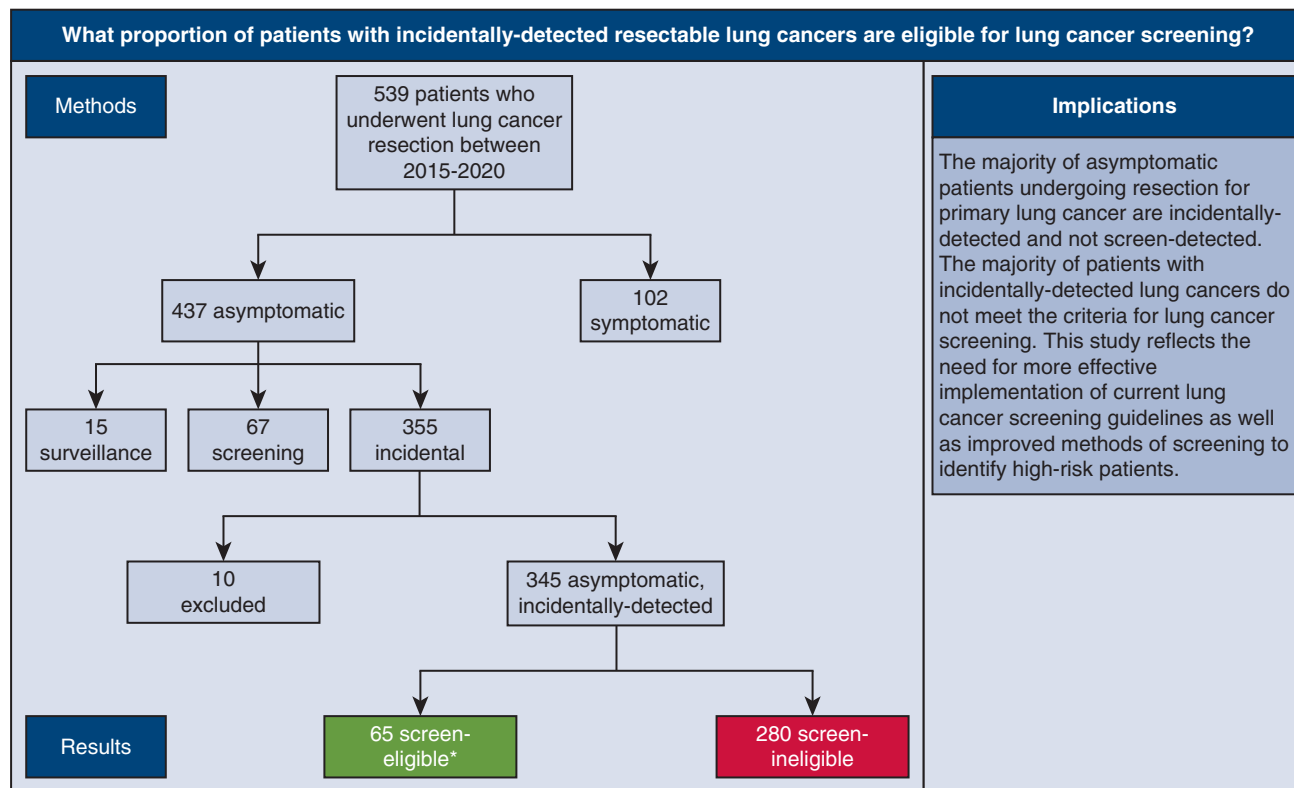 What proportion of patients with incidentally-detected resectable lung cancers are eligible for lung cancer screening?
Methods
539 patients who
underwent lung cancer
resection between
2015-2020
437 asymptomatic
102
symptomatic
15
surveillance
67
screening
355
incidental
10
excluded
345 asymptomatic,
incidentally-detected
Results
65 screen-
eligible*
280 screen-
ineligible
Implications
The majority of asymptomatic
patients undergoing resection for
primary lung cancer are incidentally-
detected and not screen-detected.
The majority of patients with
incidentally-detected lung cancers do
not meet the criteria for lung cancer
screening. This study reflects the
need for more effective
implementation of current lung
cancer screening guidelines as well
as improved methods of screening to
identify high-risk patients.